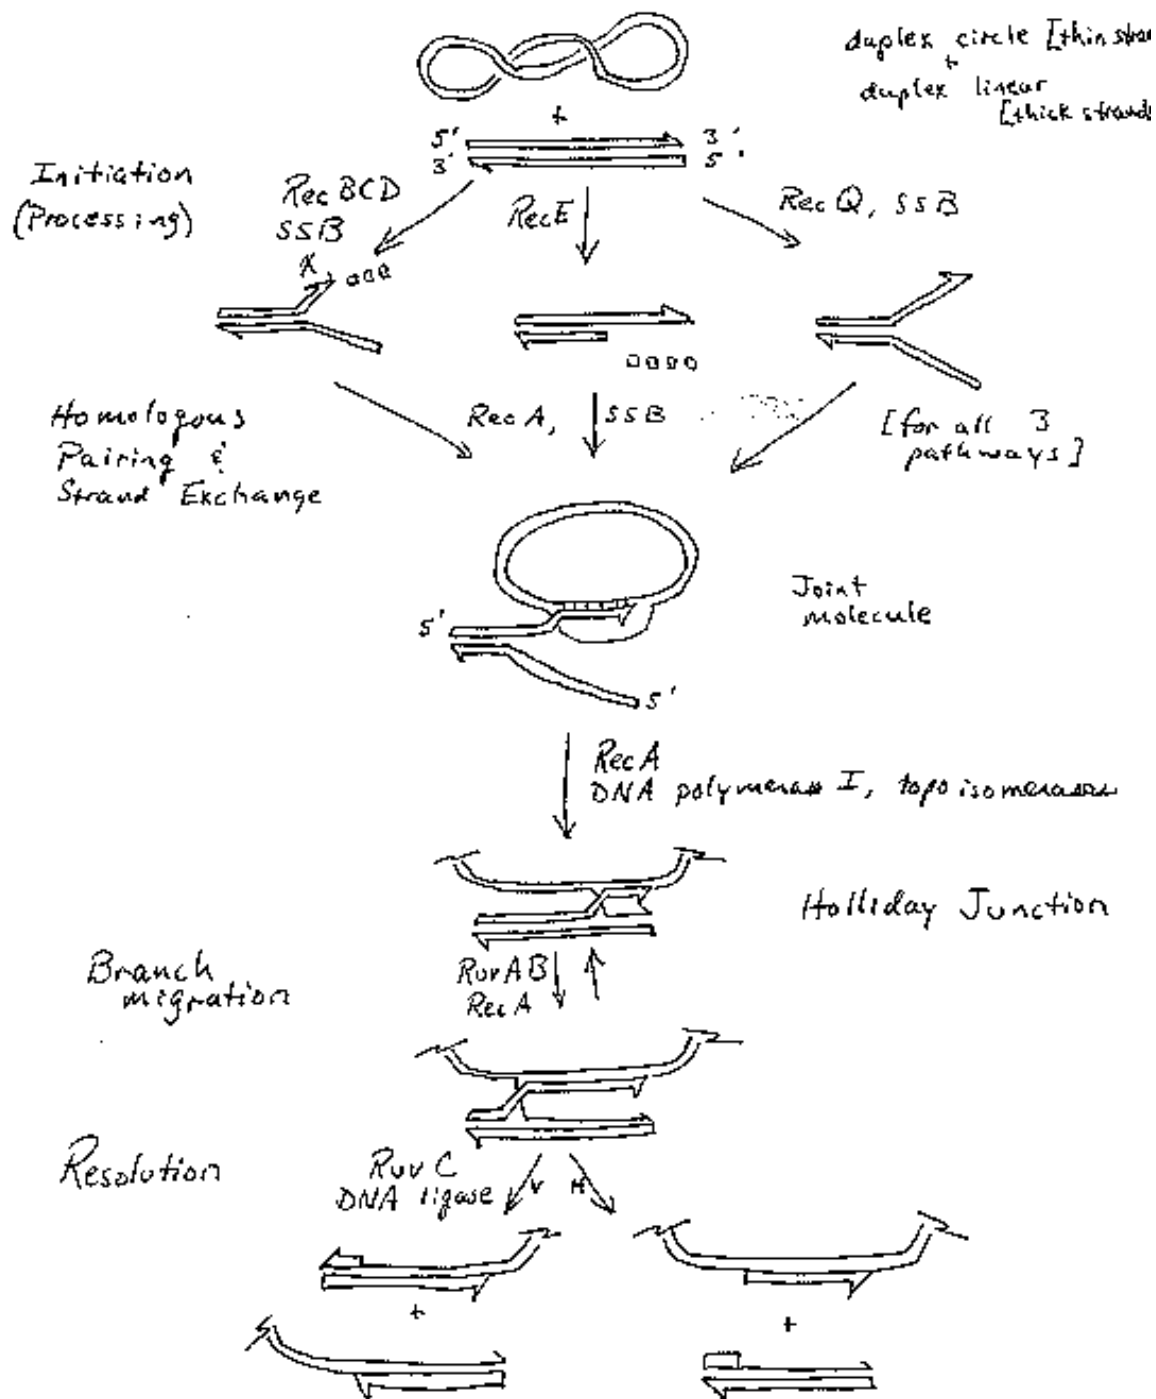 duplex circle [thin stran
+
duplex linear
[thick strands
+
5' 3'
3' 5'
Initiation
(Processing)
RecBCD
SSB
RecE
RecQ, SSB
χ
Homologous
Pairing &
Strand Exchange
RecA, SSB
[for all 3
pathways]
Joint
molecule
5'
5'
RecA
DNA polymerase I, topoisomerases
Holliday Junction
Branch
migration
RuvAB
RecA
Resolution
RuvC
DNA ligase
V H
+
+